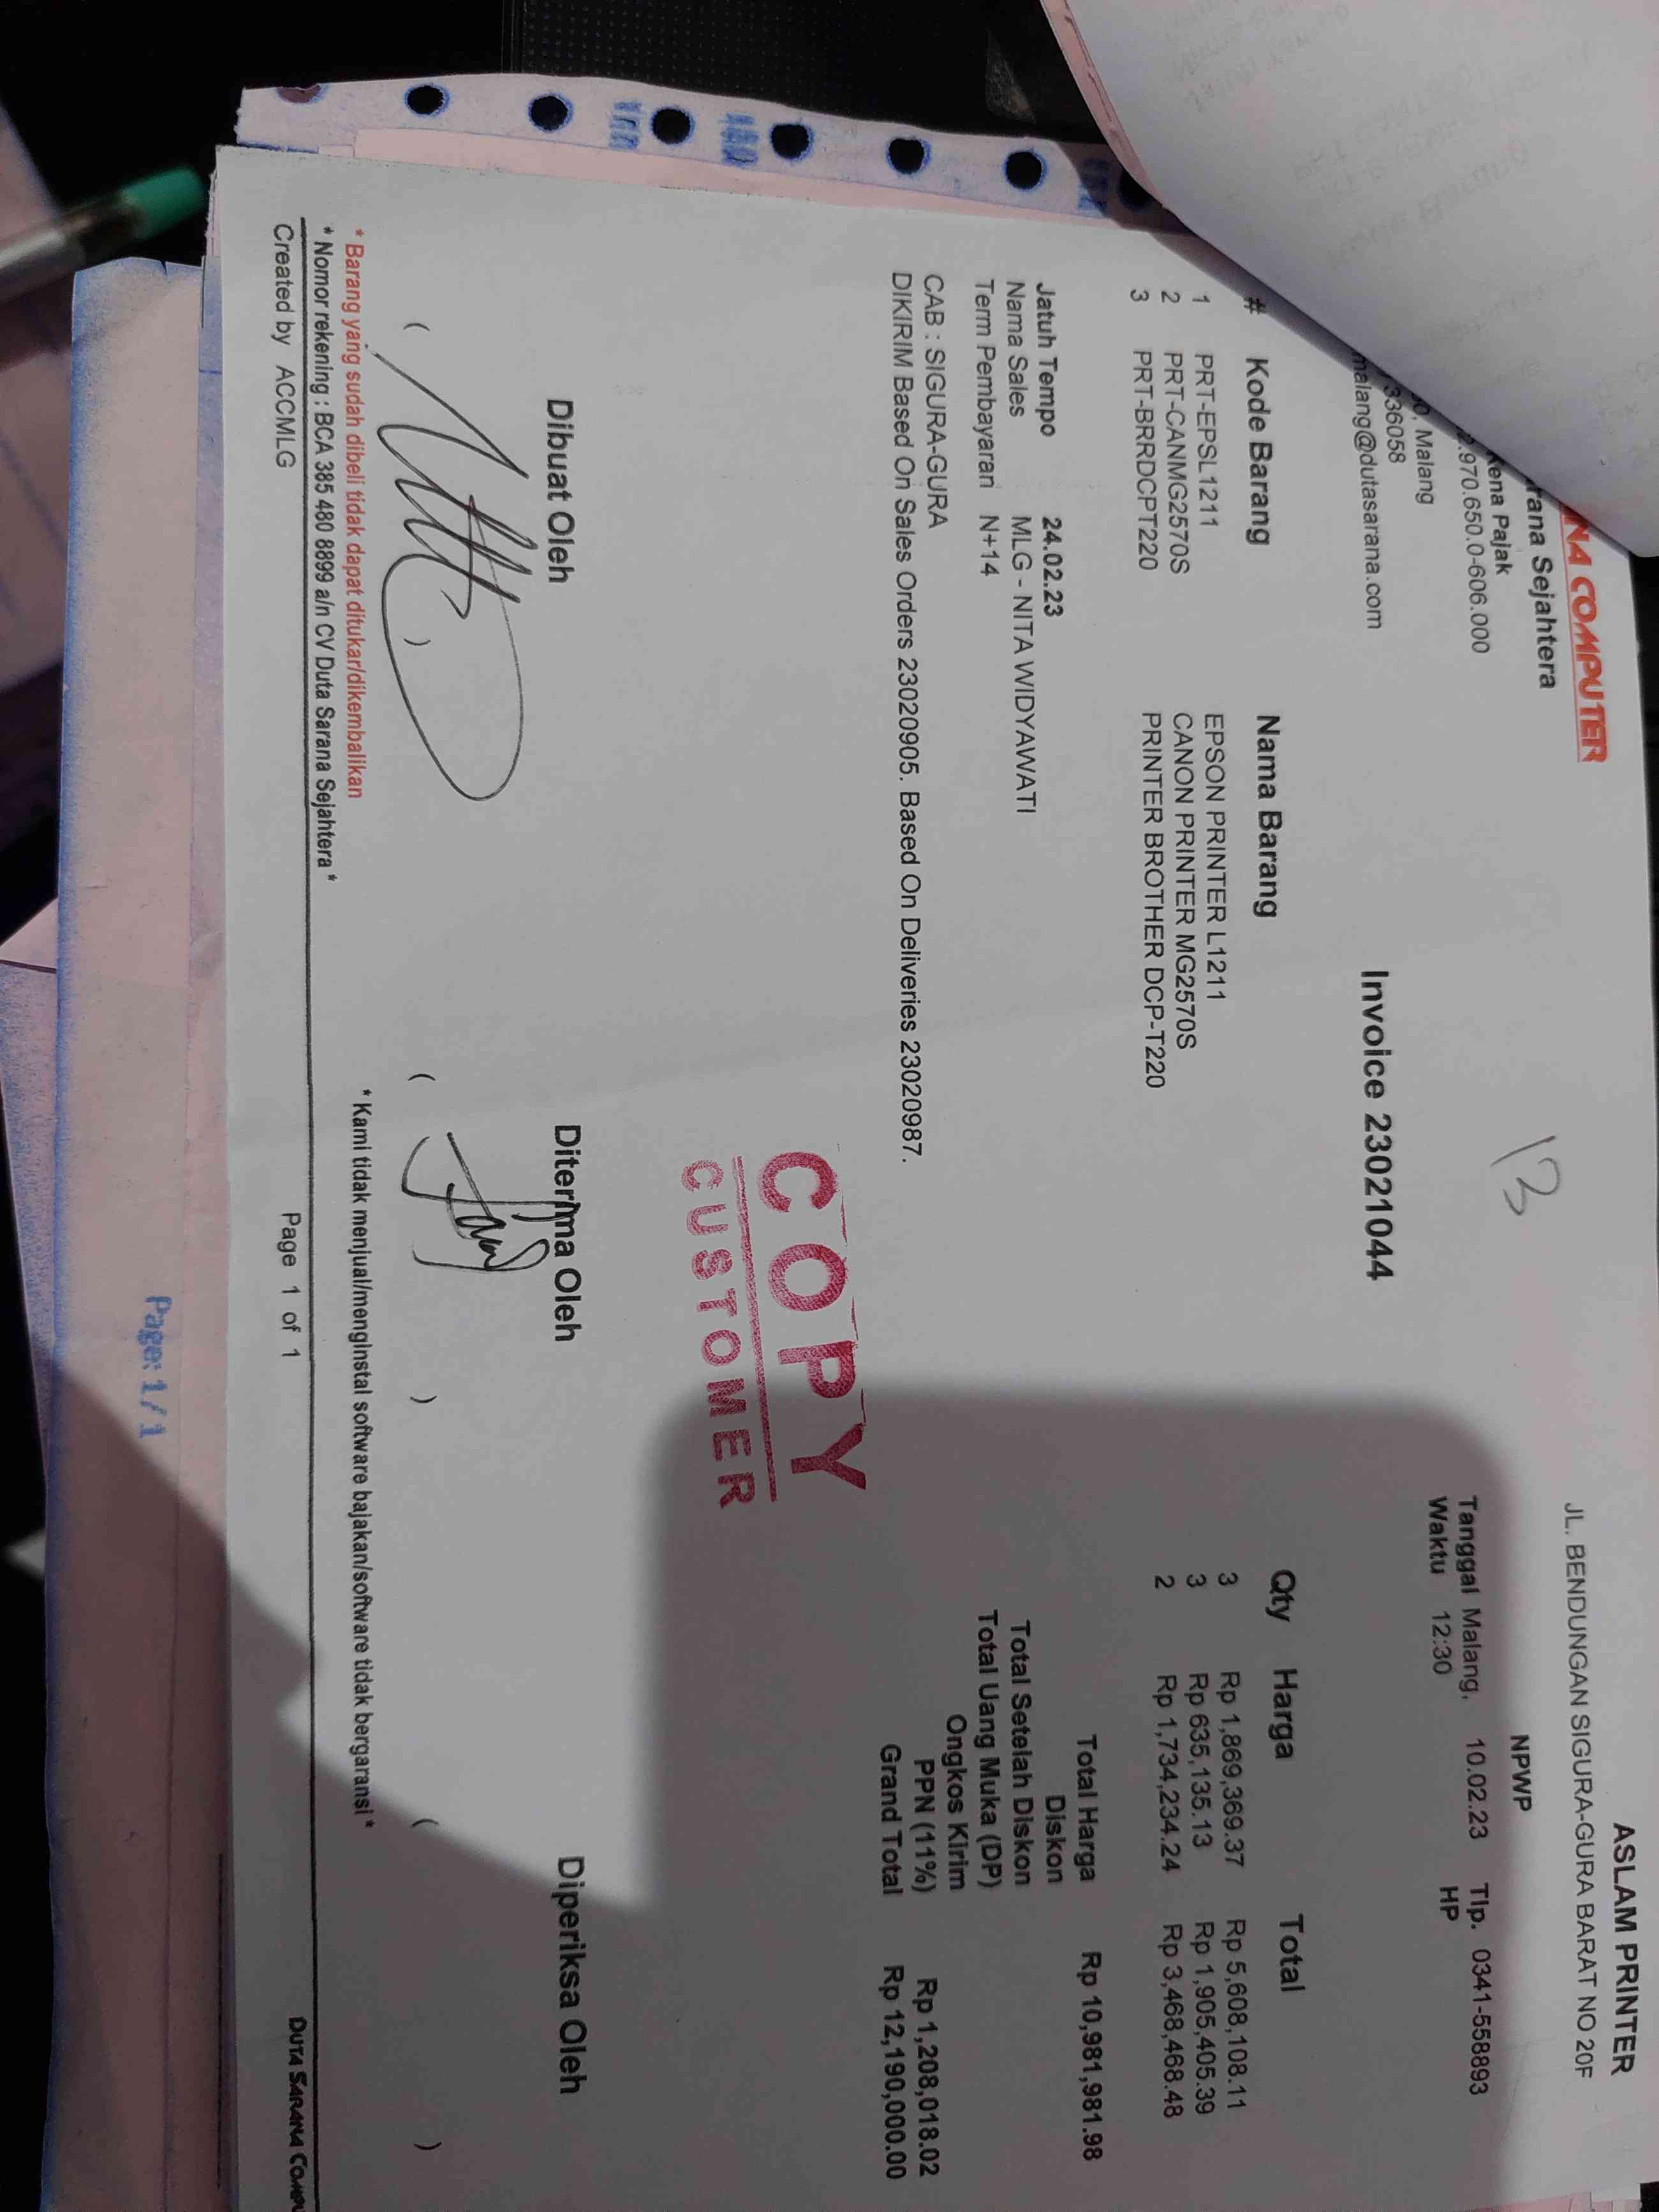 NA COMPUTER
rana Sejahtera
Kena Pajak
.970.650.0-606.000
, Malang
336058
malang@dutasarana.com
13
Invoice 23021044
ASLAM PRINTER
JL. BENDUNGAN SIGURA-GURA BARAT NO 20F ,
NPWP
Tanggal Malang, 10.02.23 Tlp. 0341-558893
Waktu 12:30 HP
# Kode Barang Nama Barang Qty Harga Total
1 PRT-EPSL1211 EPSON PRINTER L1211 3 Rp 1,869,369.37 Rp 5,608,108.11
2 PRT-CANMG2570S CANON PRINTER MG2570S 3 Rp 635,135.13 Rp 1,905,405.39
3 PRT-BRRDCPT220 PRINTER BROTHER DCP-T220 2 Rp 1,734,234.24 Rp 3,468,468.48
Jatuh Tempo 24.02.23
Nama Sales MLG - NITA WIDYAWATI
Term Pembayaran N+14
CAB : SIGURA-GURA
DIKIRIM Based On Sales Orders 23020905. Based On Deliveries 23020987.
Total Harga Rp 10,981,981.98
Diskon
Total Setelah Diskon
Total Uang Muka (DP)
Ongkos Kirim
PPN (11%) Rp 1,208,018.02
Grand Total Rp 12,190,000.00
COPY
CUSTOMER
Dibuat Oleh Diterima Oleh Diperiksa Oleh
( ) ( ) ( )
* Barang yang sudah dibeli tidak dapat ditukar/dikembalikan
* Kami tidak menjual/menginstal software bajakan/software tidak bergaransi *
* Nomor rekening : BCA 385 480 8899 a/n CV Duta Sarana Sejahtera *
Created by ACCMLG Page 1 of 1 DUTA SARANA COMPU
Page: 1 / 1